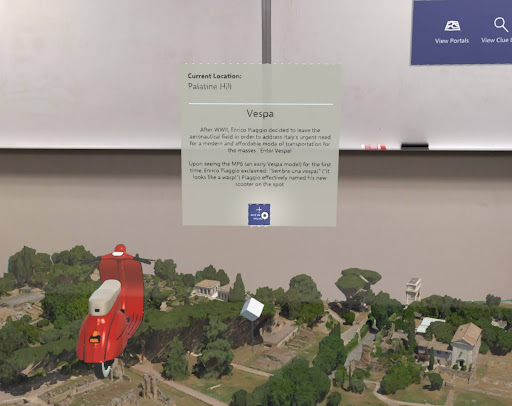 View Portals
View Clue
Current Location:
Palatine Hill
Vespa
After WWII, Enrico Piaggio decided to leave the
aeronautical field in order to address Italy's urgent need
for a modern and affordable mode of transportation for
the masses. Enter Vespa!
Upon seeing the MP6 (an early Vespa model) for the first
time, Enrico Piaggio exclaimed: "Sembra una vespa!" ("It
looks like a wasp!") Piaggio effectively named his new
scooter on the spot.